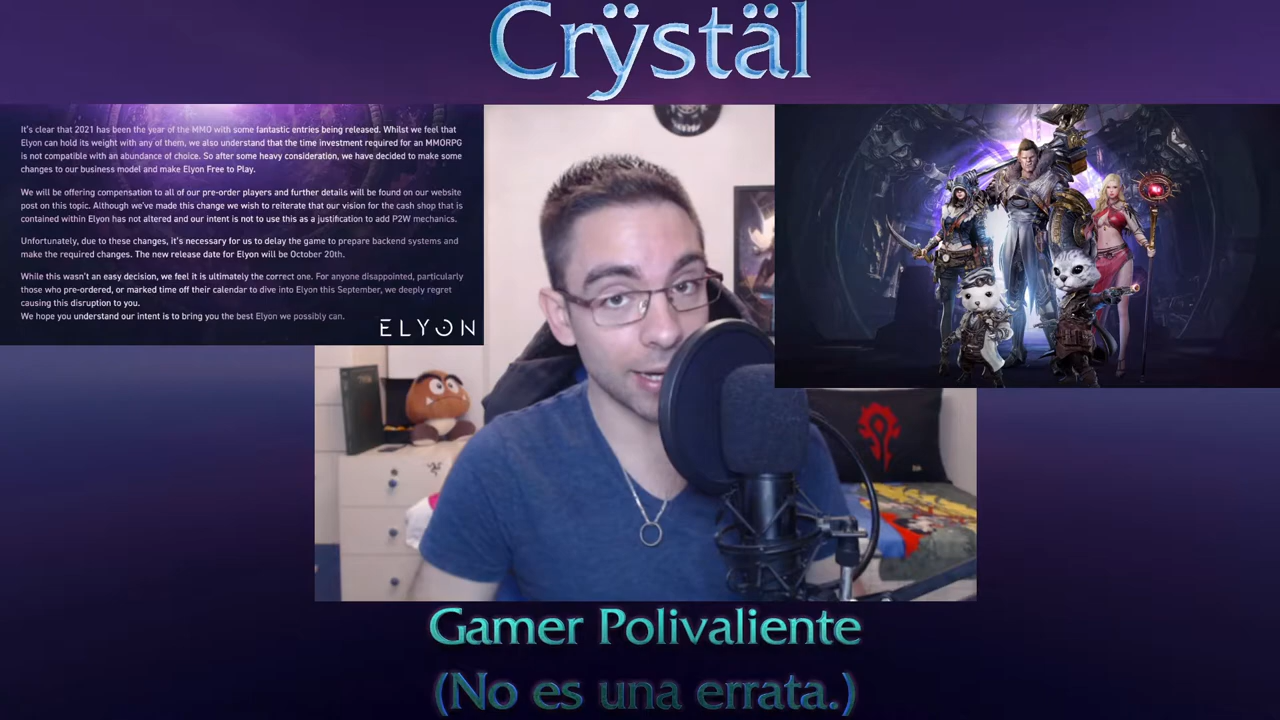 Crÿstäl
It's clear that 2021 has been the year of the MMO with some fantastic entries being released. Whilst we feel that
Elyon can hold its weight with any of them, we also understand that the time investment required for an MMORPG
is not compatible with an abundance of choice. So after some heavy consideration, we have decided to make some
changes to our business model and make Elyon Free to Play.
We will be offering compensation to all of our pre-order players and further details will be found on our website
post on this topic. Although we've made this change we wish to reiterate that our vision for the cash shop that is
contained within Elyon has not altered and our intent is not to use this as a justification to add P2W mechanics.
Unfortunately, due to these changes, it's necessary for us to delay the game to prepare backend systems and
make the required changes. The new release date for Elyon will be October 20th.
While this wasn't an easy decision, we feel it is ultimately the correct one. For anyone disappointed, particularly
those who pre-ordered, or marked time off their calendar to dive into Elyon this September, we deeply regret
causing this disruption to you.
We hope you understand our intent is to bring you the best Elyon we possibly can.
ELYON
Gamer Polivaliente
(No es una errata.)